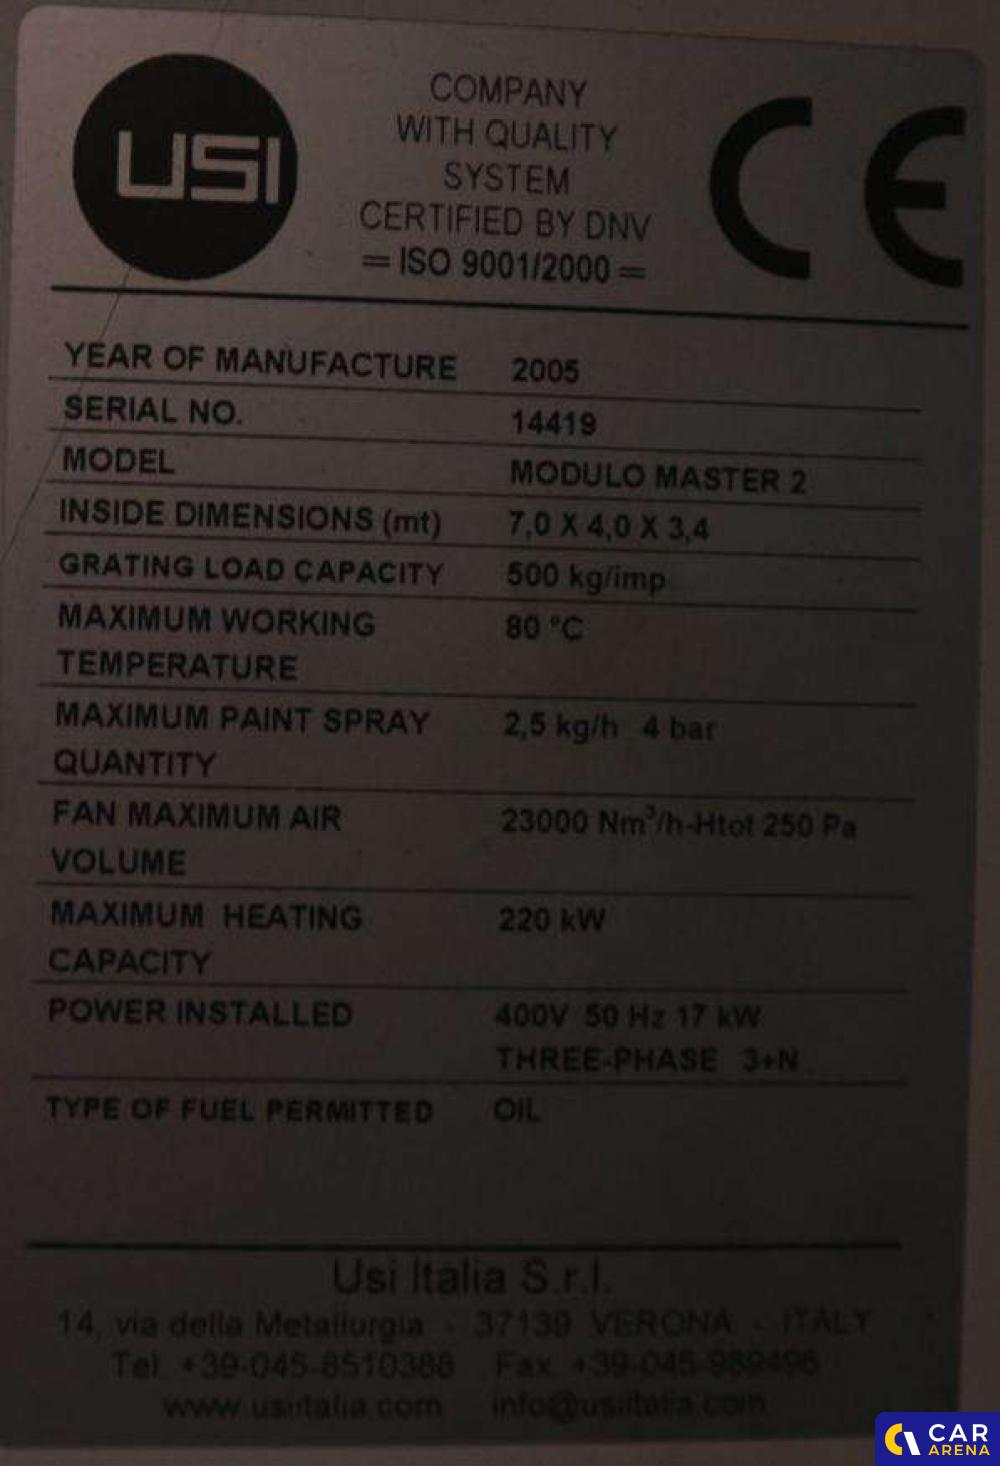 USI
COMPANY
WITH QUALITY
SYSTEM
CERTIFIED BY DNV
= ISO 9001/2000 =
CE
YEAR OF MANUFACTURE 2005
SERIAL NO. 14419
MODEL MODULO MASTER 2
INSIDE DIMENSIONS (mt) 7,0 X 4,0 X 3,4
GRATING LOAD CAPACITY 500 kg/imp
MAXIMUM WORKING 80 °C
TEMPERATURE
MAXIMUM PAINT SPRAY 2,5 kg/h 4 bar
QUANTITY
FAN MAXIMUM AIR 23000 Nm³/h-Htot 250 Pa
VOLUME
MAXIMUM HEATING 220 kW
CAPACITY
POWER INSTALLED 400V 50 Hz 17 kW
THREE-PHASE 3+N
TYPE OF FUEL PERMITTED OIL
Usi Italia S.r.l.
14, via della Metallurgia - 37139 VERONA - ITALY
Tel. +39-045-8510388 Fax. +39-045-989496
www.usiitalia.com info@usiitalia.com
CAR
ARENA